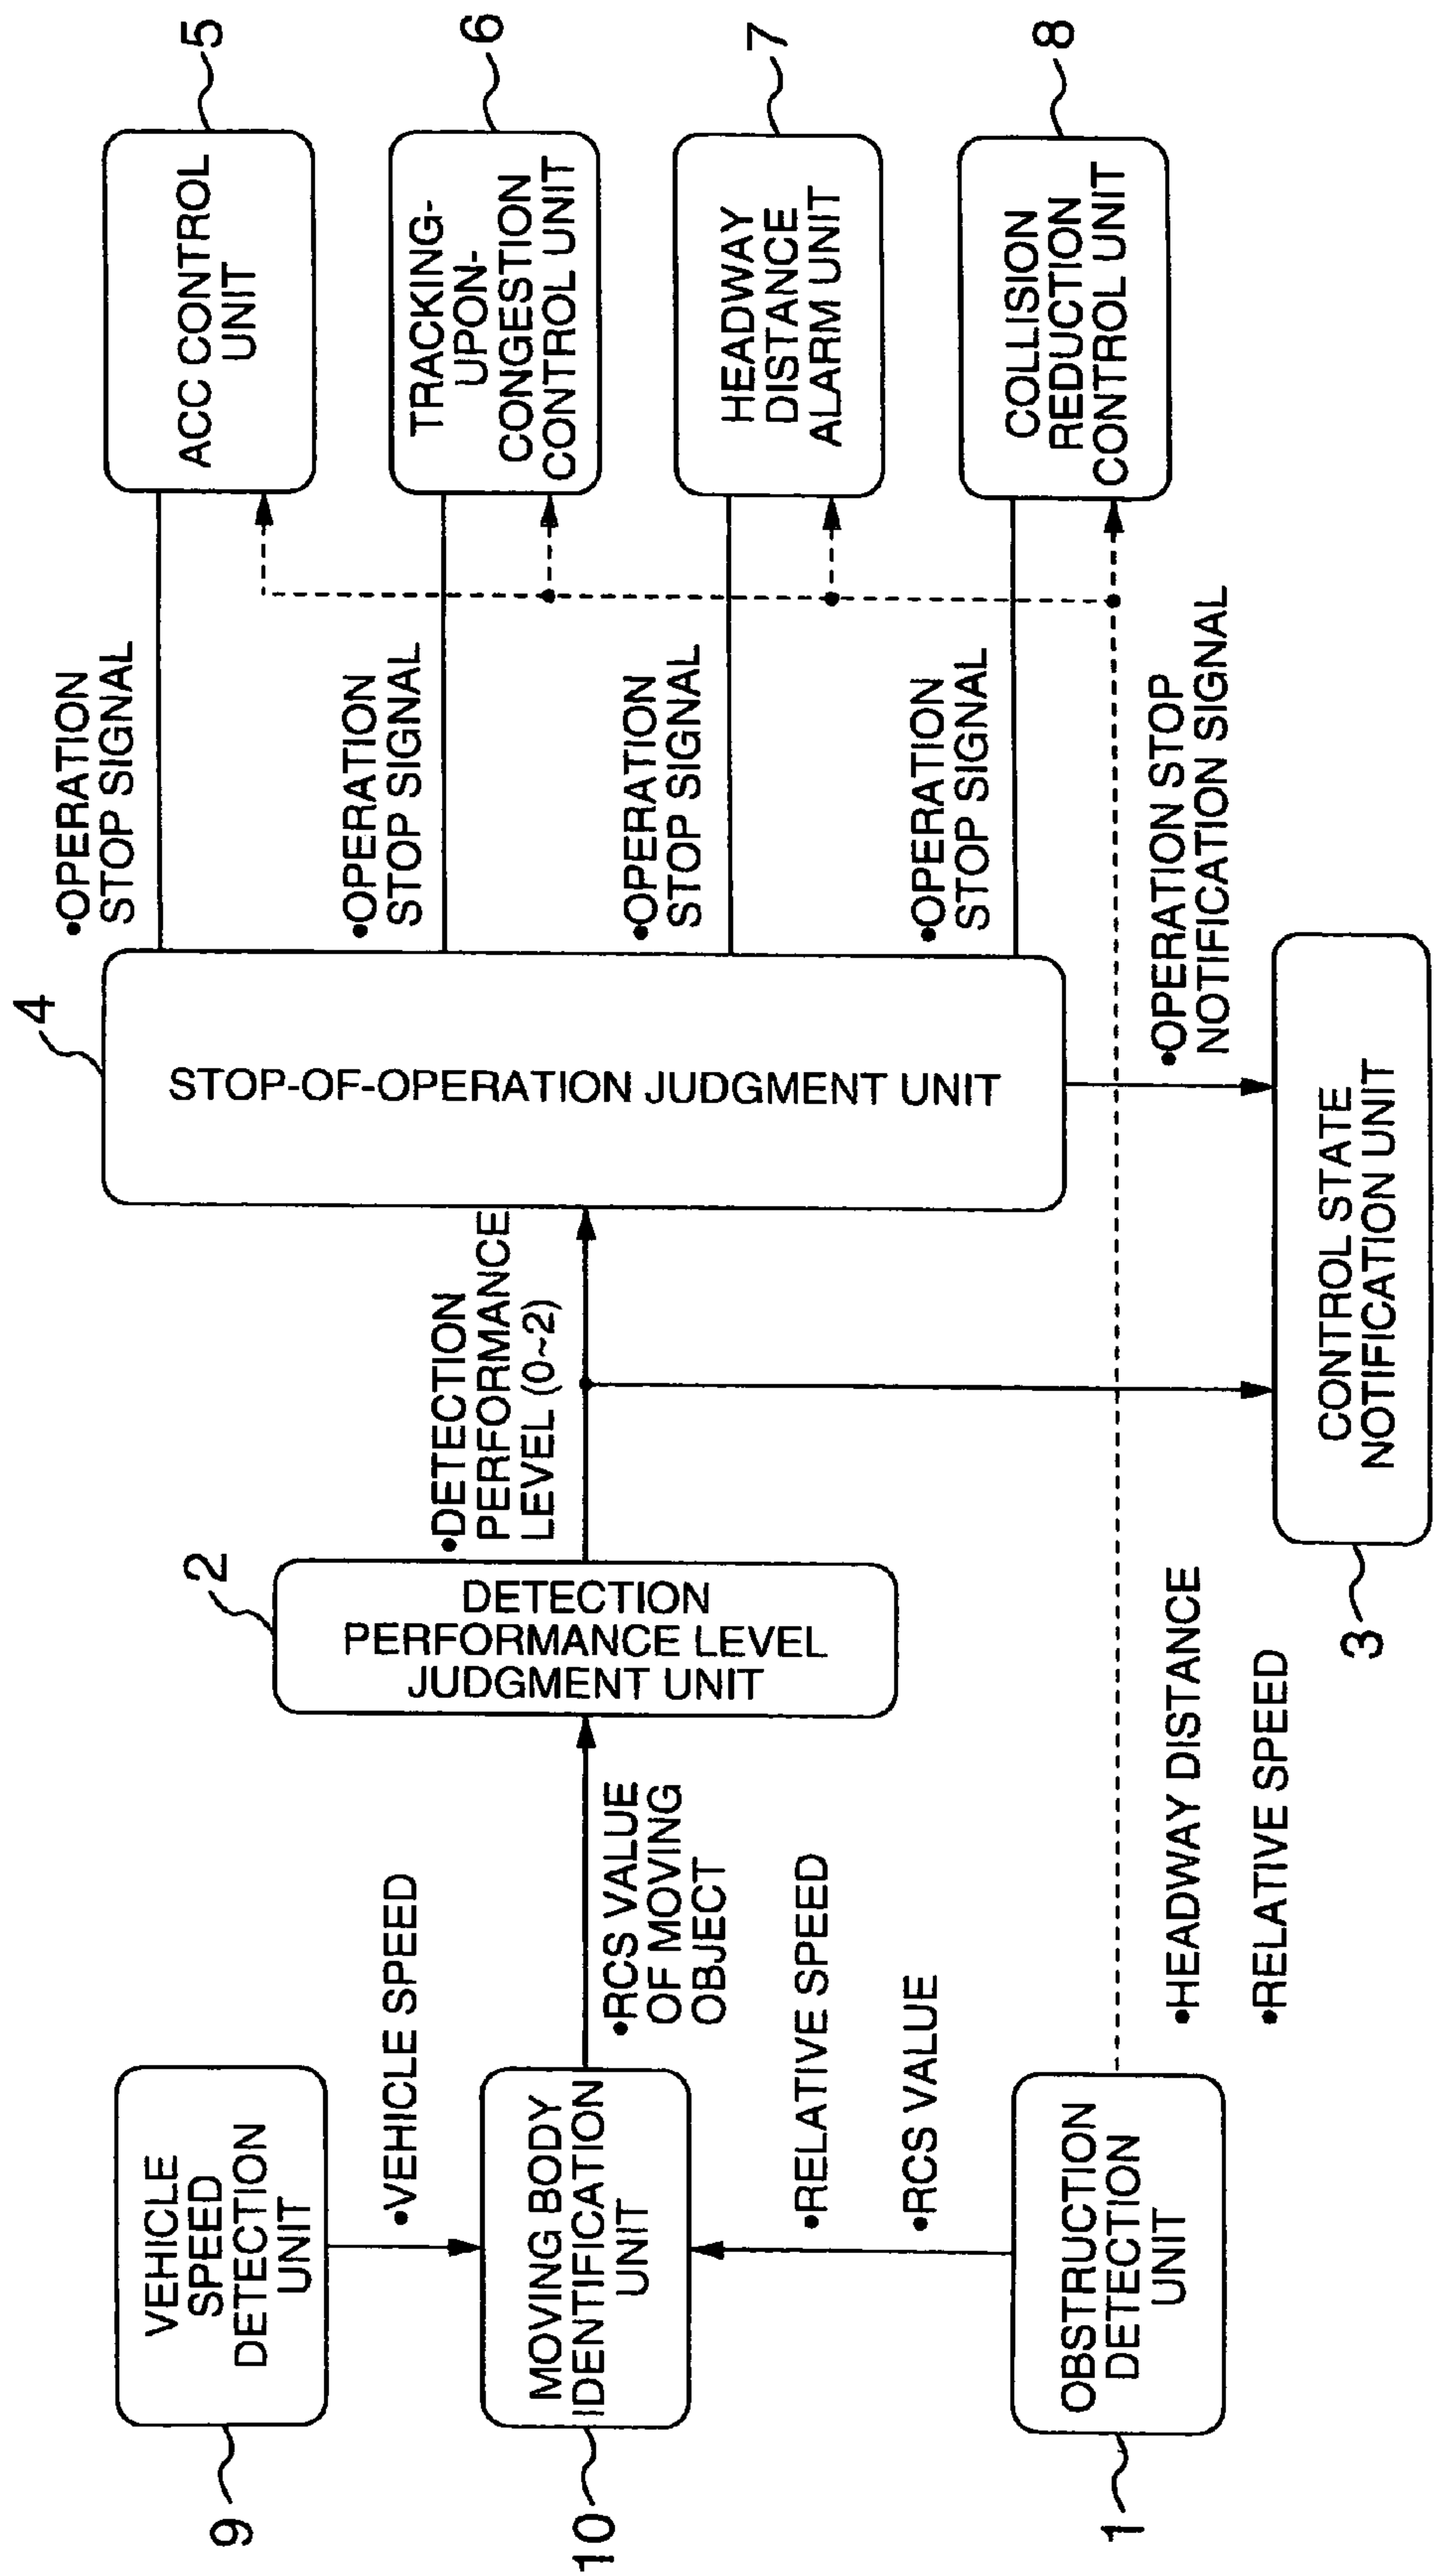 9
VEHICLE
SPEED
DETECTION
UNIT
•VEHICLE SPEED
10
MOVING BODY
IDENTIFICATION
UNIT
•RELATIVE SPEED
•RCS VALUE
1
OBSTRUCTION
DETECTION
UNIT
•RCS VALUE
OF MOVING
OBJECT
•HEADWAY DISTANCE
•RELATIVE SPEED
2
DETECTION
PERFORMANCE LEVEL
JUDGMENT UNIT
•DETECTION
PERFORMANCE
LEVEL (0~2)
3
CONTROL STATE
NOTIFICATION UNIT
4
STOP-OF-OPERATION JUDGMENT UNIT
•OPERATION STOP
NOTIFICATION SIGNAL
•OPERATION
STOP SIGNAL
•OPERATION
STOP SIGNAL
•OPERATION
STOP SIGNAL
•OPERATION
STOP SIGNAL
ACC CONTROL
UNIT
5
TRACKING-
UPON-
CONGESTION
CONTROL UNIT
6
HEADWAY
DISTANCE
ALARM UNIT
7
COLLISION
REDUCTION
CONTROL UNIT
8